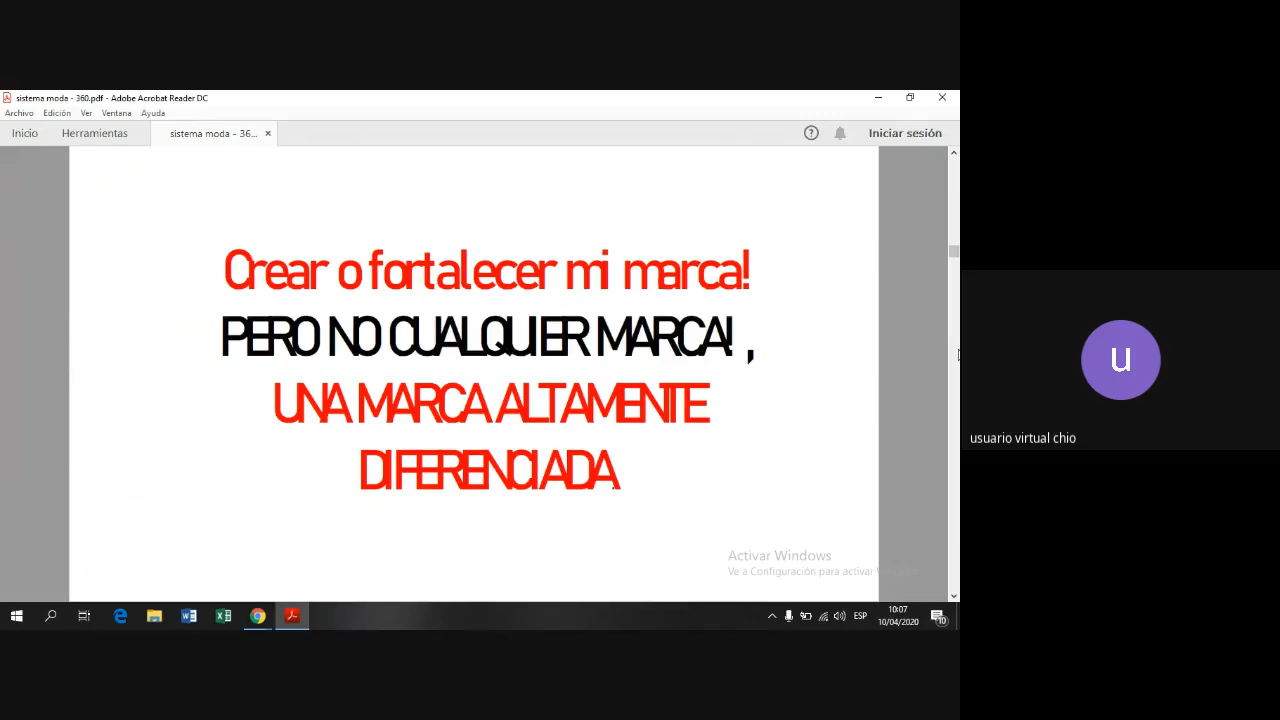 sistema moda - 360.pdf - Adobe Acrobat Reader DC
Archivo Edición Ver Ventana Ayuda
Inicio Herramientas sistema moda - 36... × ? Iniciar sesión
Crear o fortalecer mi marca!
PERO NO CUALQUIER MARCA! ,
UNA MARCA ALTAMENTE
DIFERENCIADA
u
usuario virtual chio
Activar Windows
Ve a Configuración para activar
ESP
10:07
10/04/2020
10